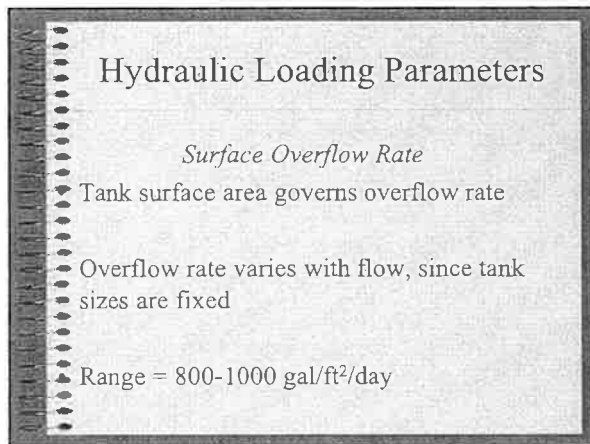 Hydraulic Loading Parameters
Surface Overflow Rate
Tank surface area governs overflow rate
Overflow rate varies with flow, since tank
sizes are fixed
Range = 800-1000 gal/ft²/day